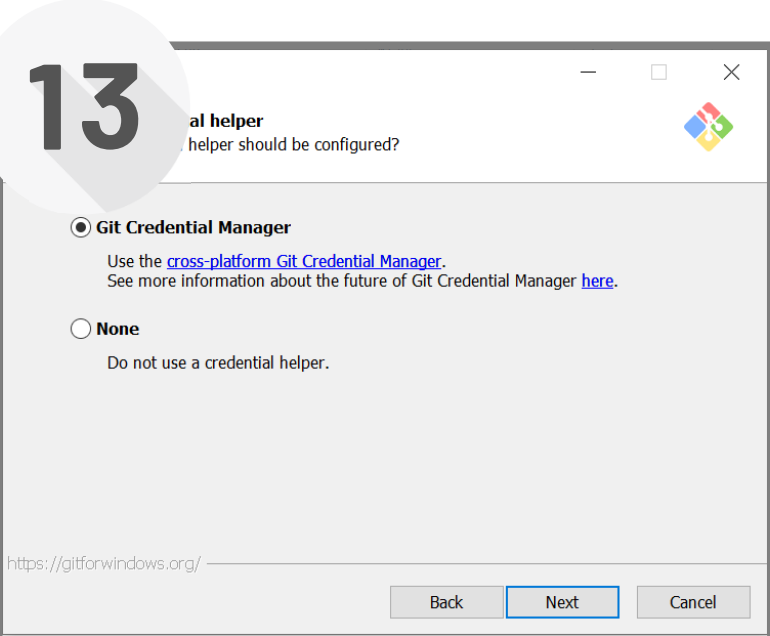 13
al helper
helper should be configured?
Git Credential Manager
Use the cross-platform Git Credential Manager.
See more information about the future of Git Credential Manager here.
None
Do not use a credential helper.
https://gitforwindows.org/
Back
Next
Cancel